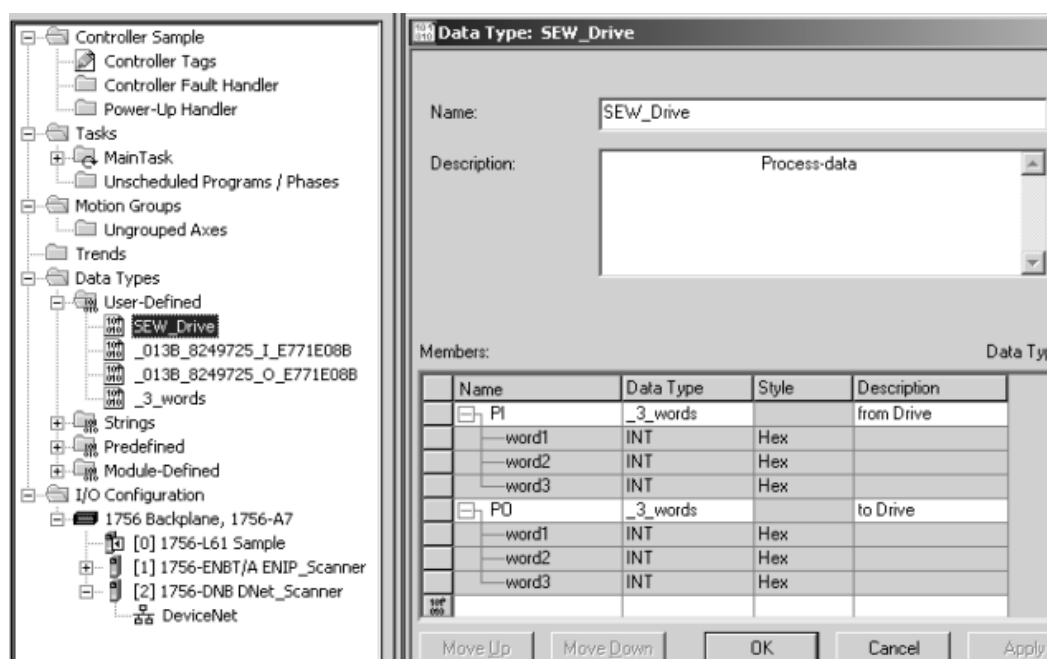 Controller Sample
Controller Tags
Controller Fault Handler
Power-Up Handler
Tasks
MainTask
Unscheduled Programs / Phases
Motion Groups
Ungrouped Axes
Trends
Data Types
User-Defined
SEW_Drive
_013B_8249725_I_E771E08B
_013B_8249725_O_E771E08B
_3_words
Strings
Predefined
Module-Defined
I/O Configuration
1756 Backplane, 1756-A7
[0] 1756-L61 Sample
[1] 1756-ENBT/A ENIP_Scanner
[2] 1756-DNB DNet_Scanner
DeviceNet
Data Type: SEW_Drive
Name: SEW_Drive
Description: Process-data
Members: Data Typ
Name Data Type Style Description
PI _3_words from Drive
word1 INT Hex
word2 INT Hex
word3 INT Hex
PO _3_words to Drive
word1 INT Hex
word2 INT Hex
word3 INT Hex
Move Up Move Down OK Cancel Apply